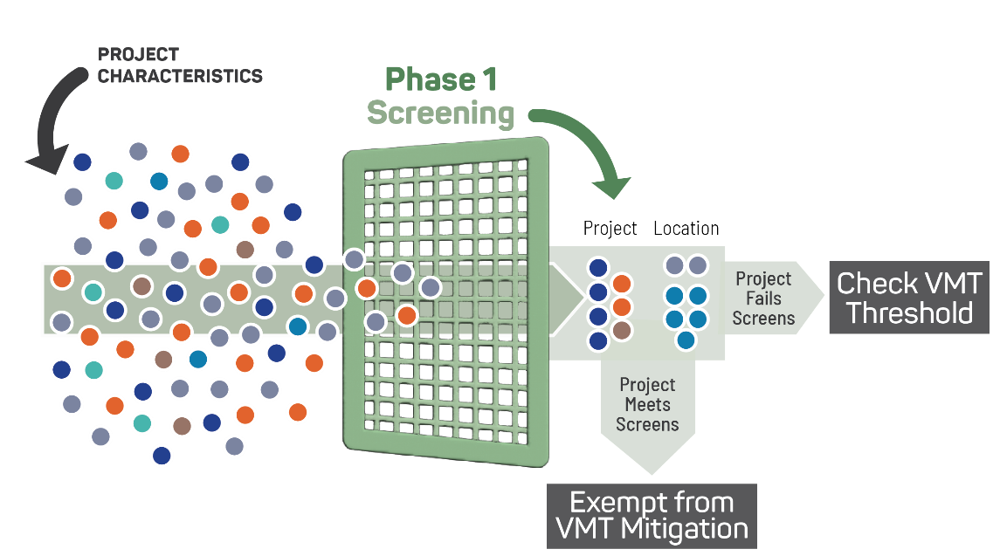 PROJECT
CHARACTERISTICS
Phase 1
Screening
Project
Location
Project
Fails
Screens
Check VMT
Threshold
Project
Meets
Screens
Exempt from
VMT Mitigation